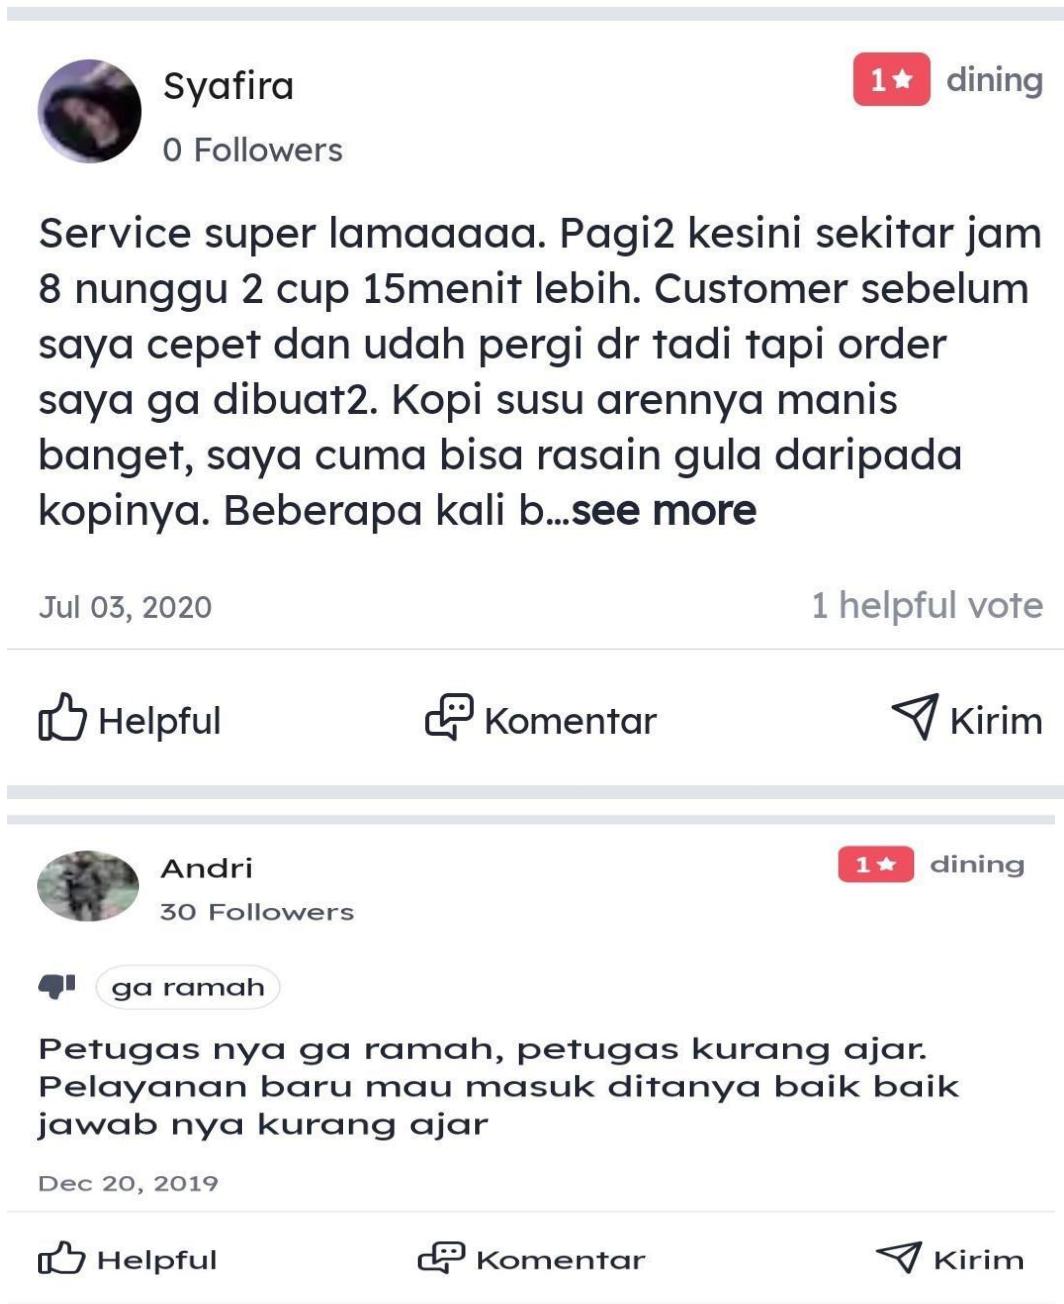 Syafira
1★ dining
0 Followers
Service super lamaaaaa. Pagi2 kesini sekitar jam
8 nunggu 2 cup 15menit lebih. Customer sebelum
saya cepet dan udah pergi dr tadi tapi order
saya ga dibuat2. Kopi susu arennya manis
banget, saya cuma bisa rasain gula daripada
kopinya. Beberapa kali b...see more
Jul 03, 2020
1 helpful vote
Helpful
Komentar
Kirim
Andri
1★ dining
30 Followers
ga ramah
Petugas nya ga ramah, petugas kurang ajar.
Pelayanan baru mau masuk ditanya baik baik
jawab nya kurang ajar
Dec 20, 2019
Helpful
Komentar
Kirim